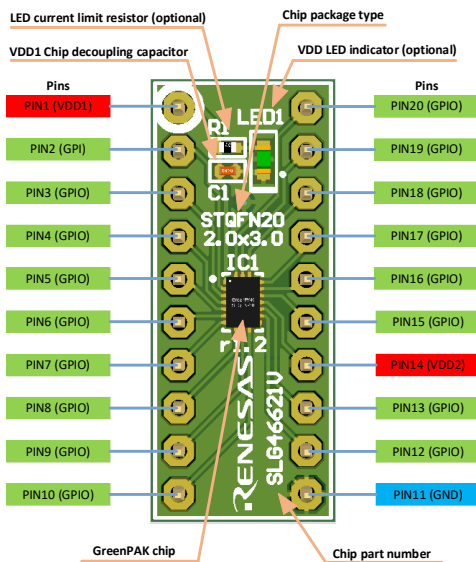 LED current limit resistor (optional)
Chip package type
VDD1 Chip decoupling capacitor
VDD LED indicator (optional)
Pins
Pins
PIN1 (VDD1)
PIN2 (GPI)
PIN3 (GPIO)
PIN4 (GPIO)
PIN5 (GPIO)
PIN6 (GPIO)
PIN7 (GPIO)
PIN8 (GPIO)
PIN9 (GPIO)
PIN10 (GPIO)
R1
LED1
C1
STQFN20
2.0x3.0
IC1
RENESAS
SLG46621V
PIN20 (GPIO)
PIN19 (GPIO)
PIN18 (GPIO)
PIN17 (GPIO)
PIN16 (GPIO)
PIN15 (GPIO)
PIN14 (VDD2)
PIN13 (GPIO)
PIN12 (GPIO)
PIN11 (GND)
GreenPAK chip
Chip part number